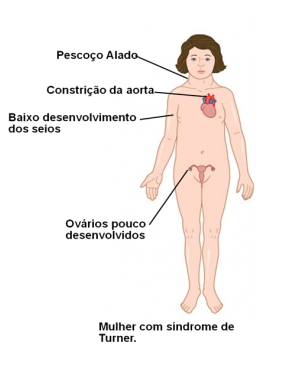 Pescoço Alado
Constrição da aorta
Baixo desenvolvimento
dos seios
Ovários pouco
desenvolvidos
Mulher com sindrome de
Turner.